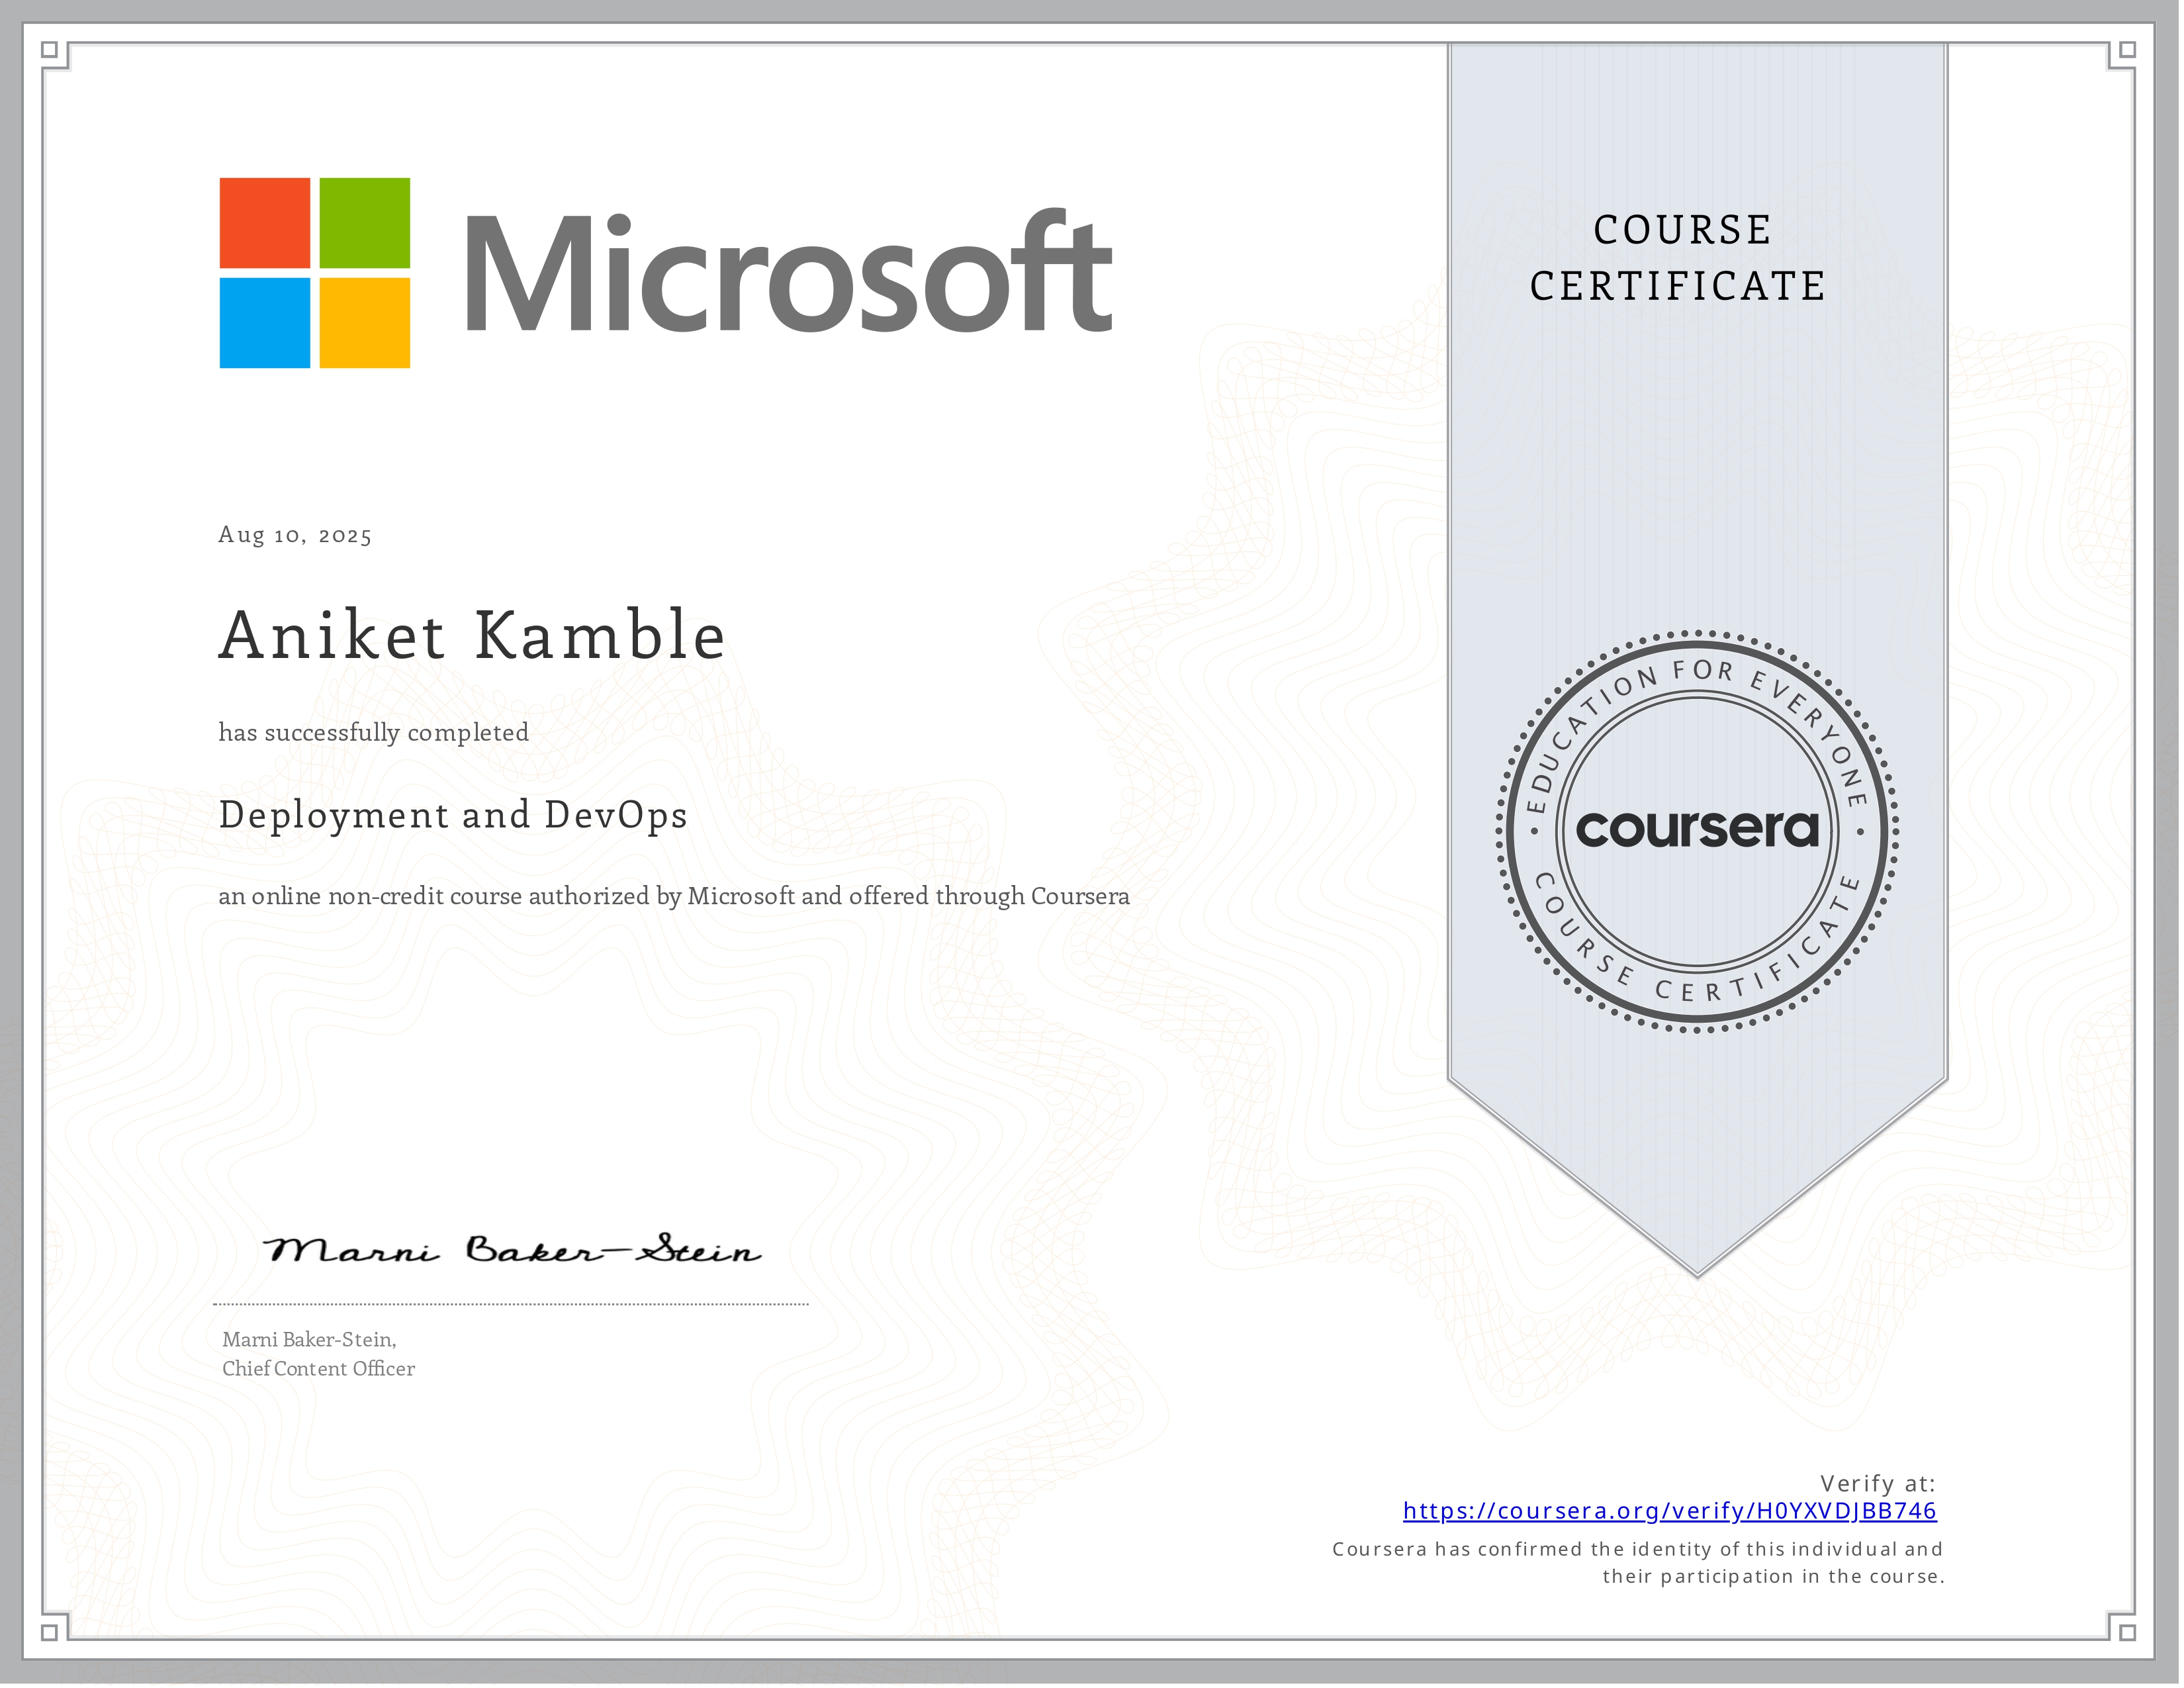 Microsoft
COURSE
CERTIFICATE
Aug 10, 2025
Aniket Kamble
has successfully completed
Deployment and DevOps
an online non-credit course authorized by Microsoft and offered through Coursera
EDUCATION FOR EVERYONE
coursera
COURSE CERTIFICATE
Marni Baker-Stein
Marni Baker-Stein,
Chief Content Officer
Verify at:
https://coursera.org/verify/H0YXVDJBB746
Coursera has confirmed the identity of this individual and
their participation in the course.